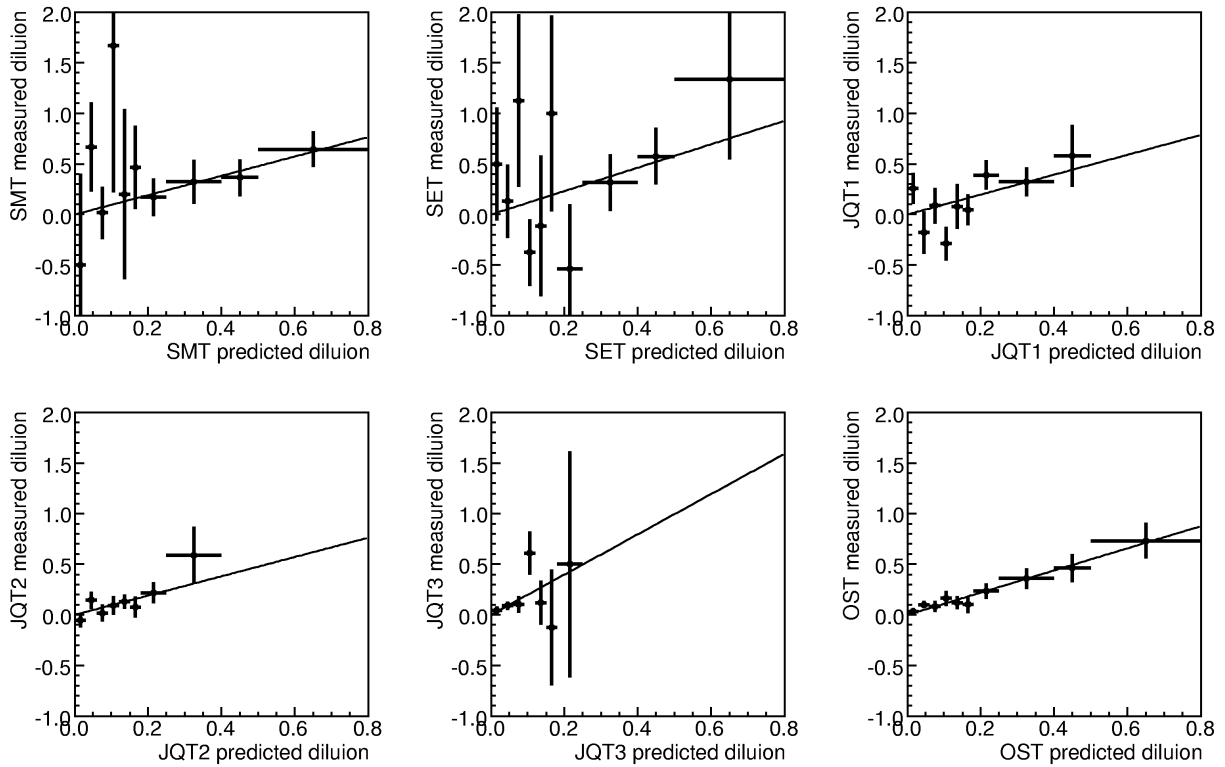 SMT measured diluion
2.0
1.5
1.0
0.5
0.0
-0.5
-1.0
0.0 0.2 0.4 0.6 0.8
SMT predicted diluion
SET measured diluion
2.0
1.5
1.0
0.5
0.0
-0.5
-1.0
0.0 0.2 0.4 0.6 0.8
SET predicted diluion
JQT1 measured diluion
2.0
1.5
1.0
0.5
0.0
-0.5
-1.0
0.0 0.2 0.4 0.6 0.8
JQT1 predicted diluion
JQT2 measured diluion
2.0
1.5
1.0
0.5
0.0
-0.5
-1.0
0.0 0.2 0.4 0.6 0.8
JQT2 predicted diluion
JQT3 measured diluion
2.0
1.5
1.0
0.5
0.0
-0.5
-1.0
0.0 0.2 0.4 0.6 0.8
JQT3 predicted diluion
OST measured diluion
2.0
1.5
1.0
0.5
0.0
-0.5
-1.0
0.0 0.2 0.4 0.6 0.8
OST predicted diluion